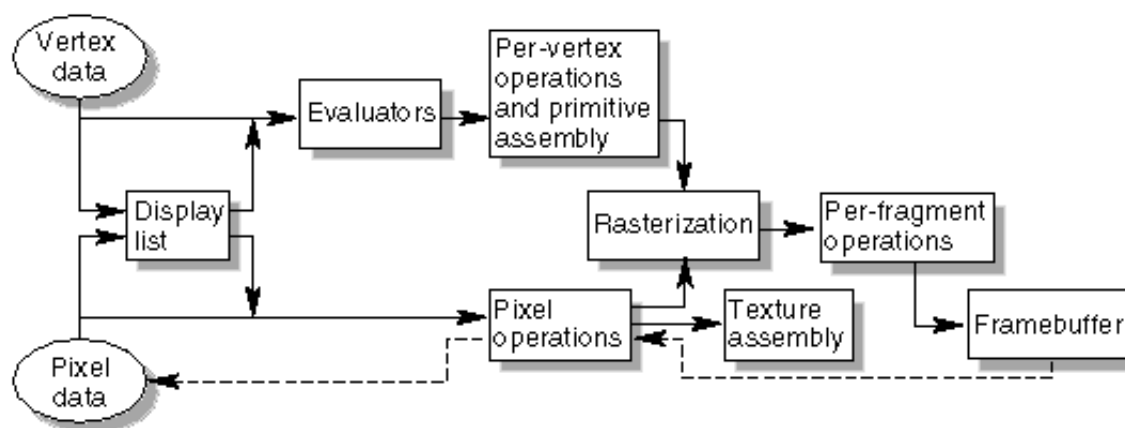 Vertex
data
Evaluators
Per-vertex
operations
and primitive
assembly
Display
list
Rasterization
Per-fragment
operations
Pixel
operations
Texture
assembly
Framebuffer
Pixel
data